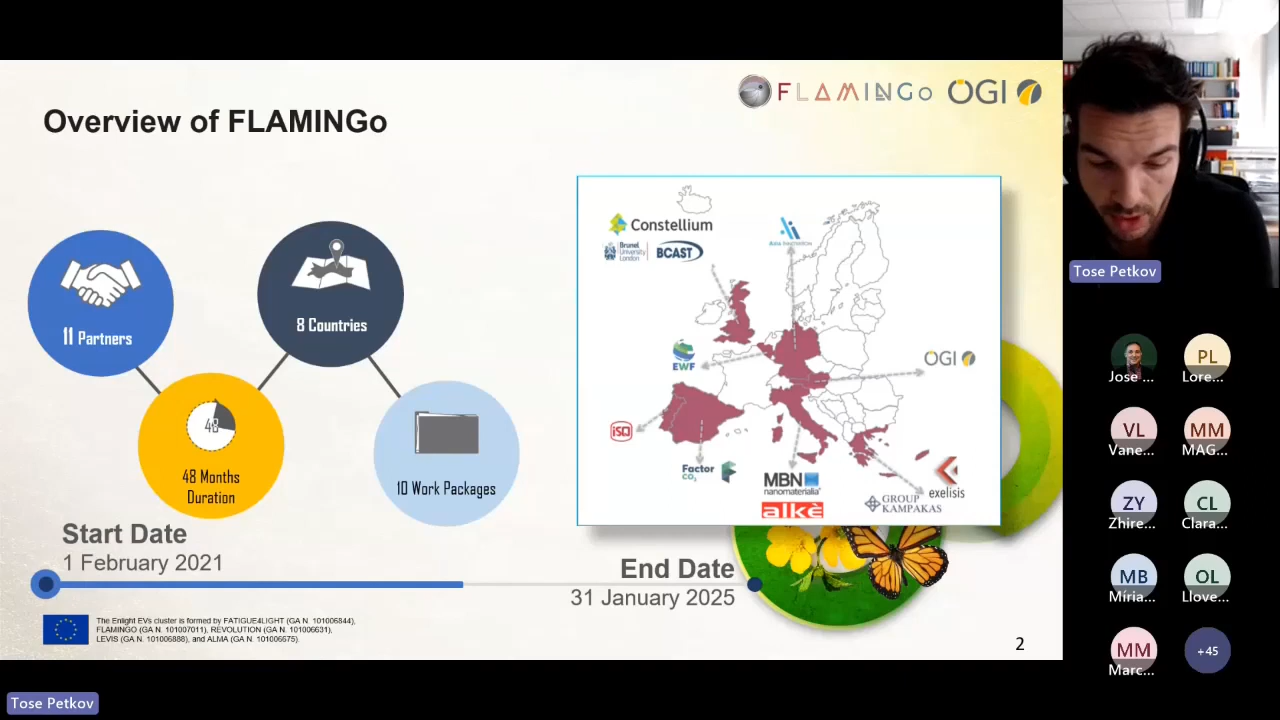 FLAMINGo ÖGI
Overview of FLAMINGo
11 Partners
8 Countries
48
48 Months
Duration
10 Work Packages
Start Date
1 February 2021
End Date
31 January 2025
Constellium
Brunel
University
London
BCAST
EWF
ÖGI
iSQ
Factor
CO₂
MBN
nanomaterialia
alkè
GROUP
KAMPAKAS
exelisis
The Enlight EVs cluster is formed by FATIGUE4LIGHT (GA N. 101006844),
FLAMINGO (GA N. 101007011), REVOLUTION (GA N. 101006631),
LEVIS (GA N. 101006888), and ALMA (GA N. 101006675).
2
Tose Petkov
Tose Petkov
Jose ...
PL
Lore...
VL
Vane...
MM
MAG...
ZY
Zhire...
CL
Clara...
MB
Míria...
OL
Llove...
MM
Marc...
+45